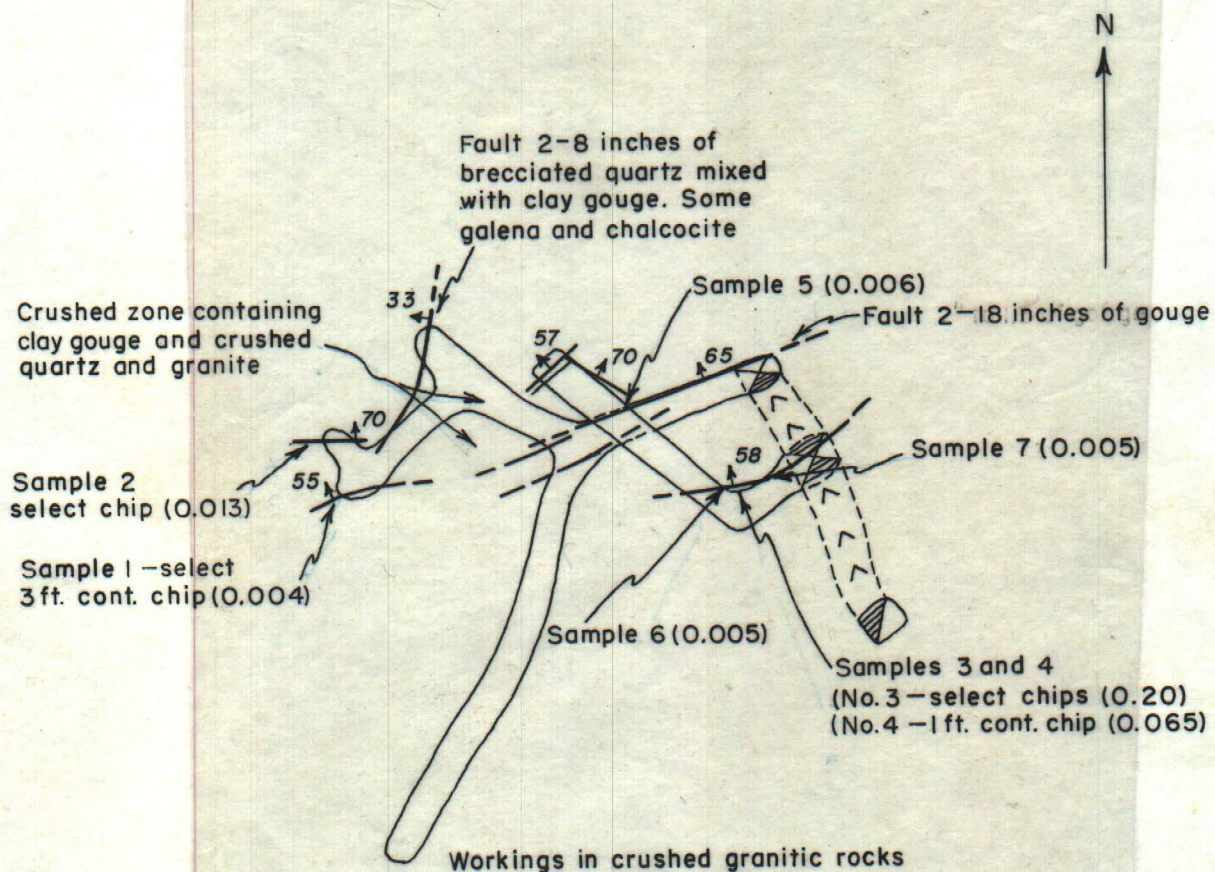 N
Fault 2-8 inches of
brecciated quartz mixed
with clay gouge. Some
galena and chalcocite
Crushed zone containing
clay gouge and crushed
quartz and granite
33
Sample 5 (0.006)
Fault 2-18 inches of gouge
57
70
65
70
Sample 2
select chip (0.013)
55
58
Sample 7 (0.005)
Sample 1 - select
3 ft. cont. chip (0.004)
Sample 6 (0.005)
Samples 3 and 4
(No. 3 - select chips (0.20)
(No. 4 - 1 ft. cont. chip (0.065)
Workings in crushed granitic rocks